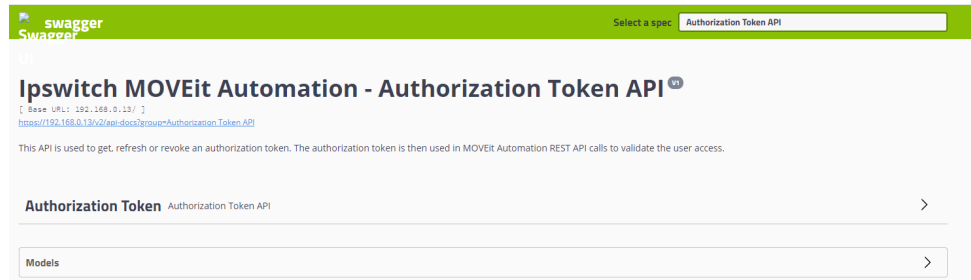 swagger
Swagger
UI
Select a spec
Authorization Token API
Ipswitch MOVEit Automation - Authorization Token API V1
[ Base URL: 192.168.0.13/ ]
https://192.168.0.13/v2/api-docs?group=Authorization Token API
This API is used to get, refresh or revoke an authorization token. The authorization token is then used in MOVEit Automation REST API calls to validate the user access.
Authorization Token Authorization Token API
Models